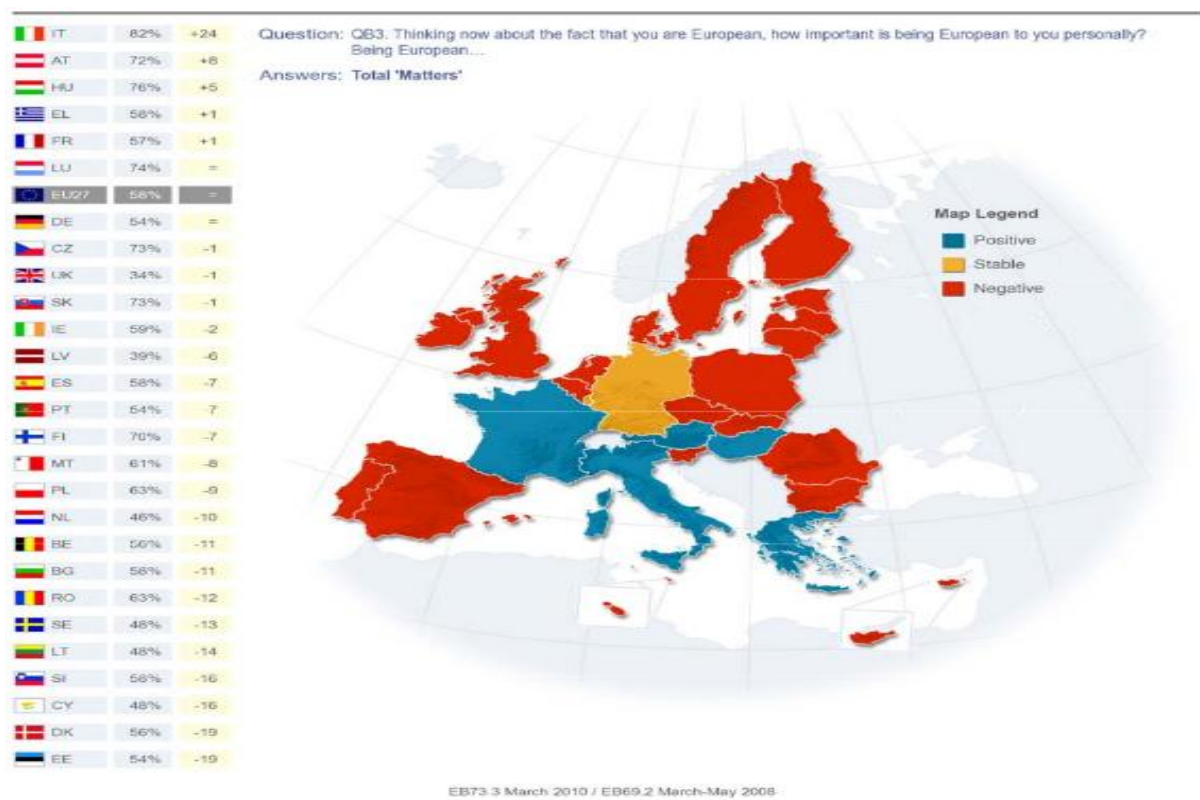 IT 82% +24
AT 72% +8
HU 76% +5
EL 58% +1
FR 57% +1
LU 74% =
EU27 58% =
DE 54% =
CZ 73% -1
UK 34% -1
SK 73% -1
IE 59% -2
LV 39% -6
ES 58% -7
PT 54% -7
FI 70% -7
MT 61% -8
PL 63% -9
NL 46% -10
BE 56% -11
BG 58% -11
RO 63% -12
SE 48% -13
LT 48% -14
SI 56% -16
CY 48% -16
DK 56% -19
EE 54% -19
Question: QB3. Thinking now about the fact that you are European, how important is being European to you personally?
Being European...
Answers: Total 'Matters'
Map Legend
Positive
Stable
Negative
EB73.3 March 2010 / EB69.2 March-May 2008